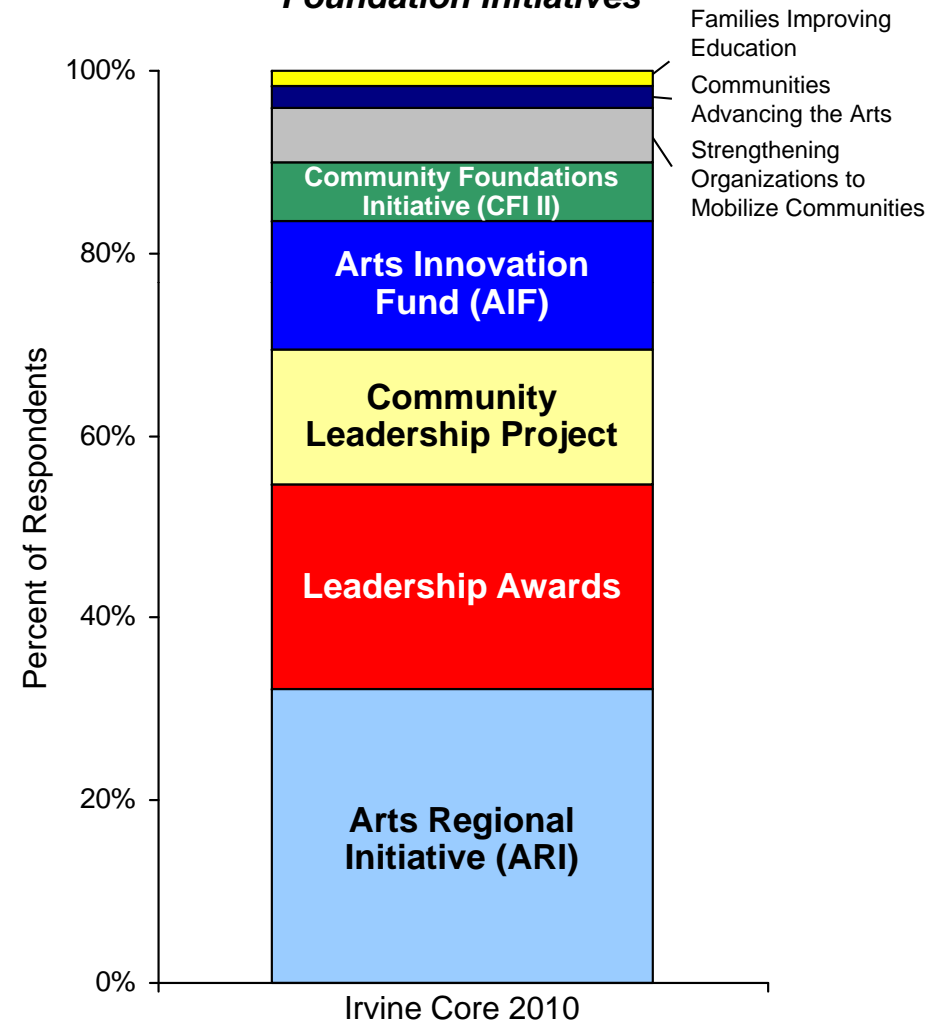 Foundation Initiatives
Families Improving
Education
Communities
Advancing the Arts
Strengthening
Organizations to
Mobilize Communities
100%
80%
60%
40%
20%
0%
Percent of Respondents
Community Foundations
Initiative (CFI II)
Arts Innovation
Fund (AIF)
Community
Leadership Project
Leadership Awards
Arts Regional
Initiative (ARI)
Irvine Core 2010